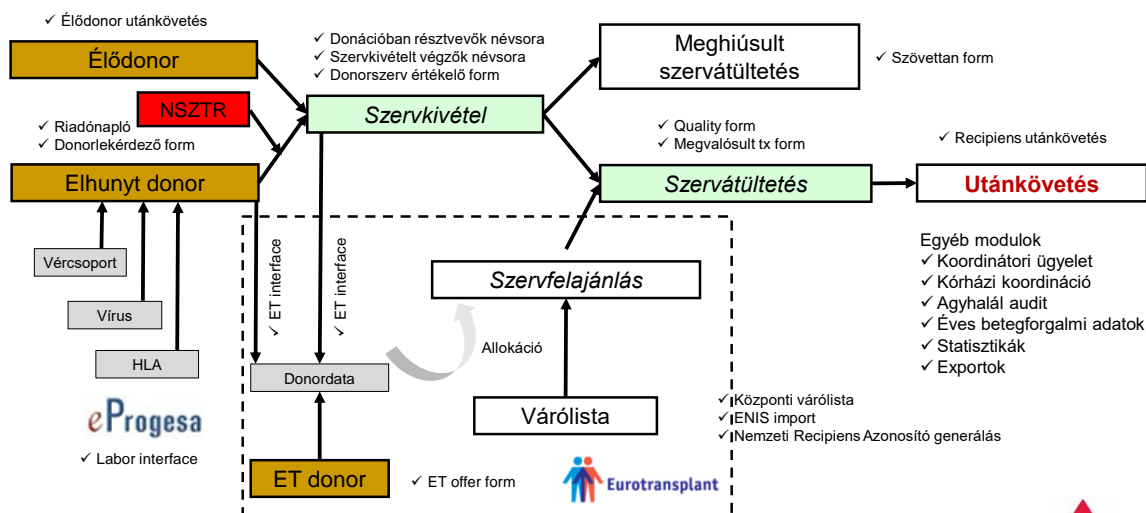 ✓ Élődonor utánkövetés
Élődonor
✓ Donációban résztvevők névsora
✓ Szervkivételt végzők névsora
✓ Donorszerv értékelő form
Meghiúsult
szervátültetés
✓ Szövettan form
NSZTR
Szervkivétel
✓ Riadónapló
✓ Donorlekérdező form
✓ Quality form
✓ Megvalósult tx form
✓ Recipiens utánkövetés
Elhunyt donor
Szervátültetés
Utánkövetés
Vércsoport
Vírus
HLA
eProgesa
✓ Labor interface
✓ ET interface
✓ ET interface
Szervfelajánlás
Allokáció
Donordata
Várólista
✓ Központi várólista
✓ ENIS import
✓ Nemzeti Recipiens Azonosító generálás
ET donor
✓ ET offer form
Eurotransplant
Egyéb modulok
✓ Koordinátori ügyelet
✓ Kórházi koordináció
✓ Agyhalál audit
✓ Éves betegforgalmi adatok
✓ Statisztikák
✓ Exportok